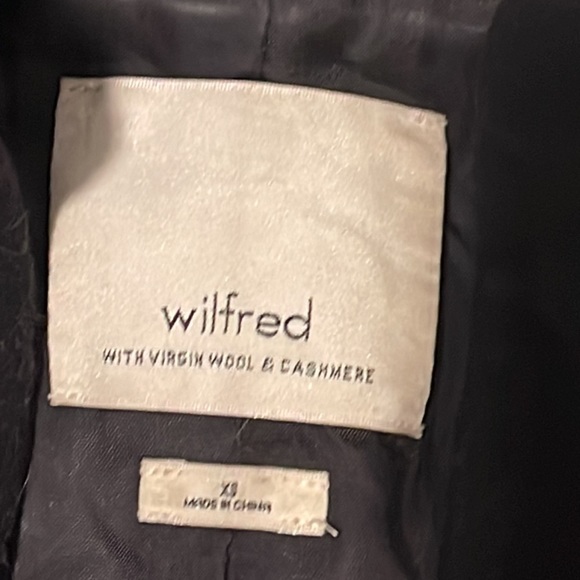 wilfred
WITH VIRGIN WOOL & CASHMERE
XS
MADE IN CHINA